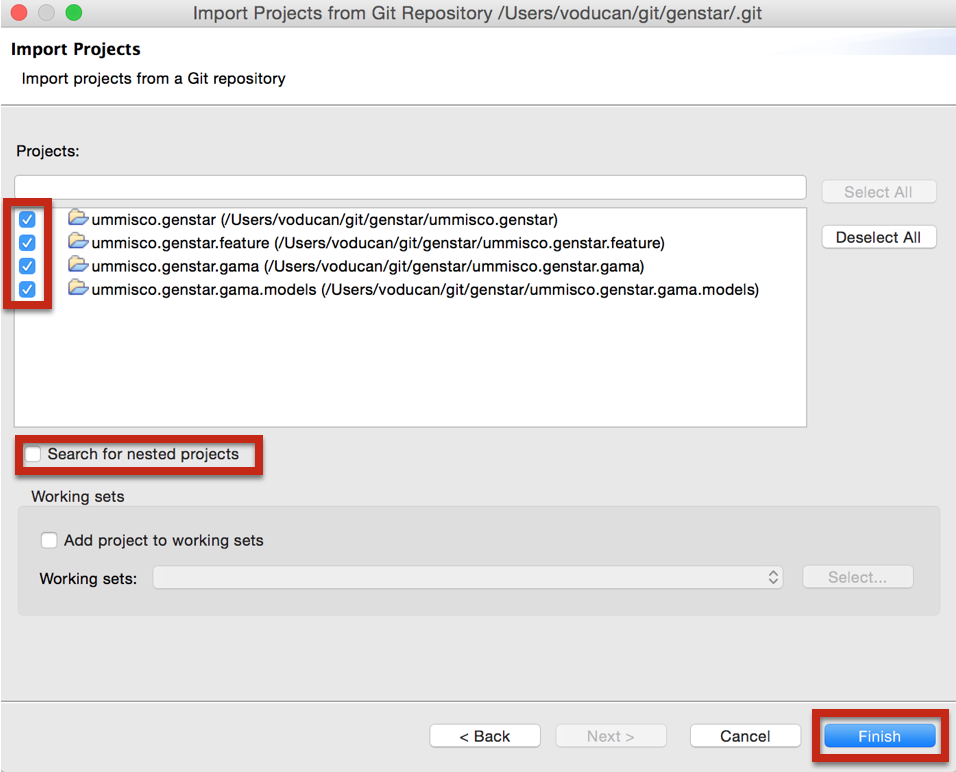 Import Projects from Git Repository /Users/voducan/git/genstar/.git
Import Projects
Import projects from a Git repository
Projects:
Select All
ummisco.genstar (/Users/voducan/git/genstar/ummisco.genstar)
Deselect All
ummisco.genstar.feature (/Users/voducan/git/genstar/ummisco.genstar.feature)
ummisco.genstar.gama (/Users/voducan/git/genstar/ummisco.genstar.gama)
ummisco.genstar.gama.models (/Users/voducan/git/genstar/ummisco.genstar.gama.models)
Search for nested projects
Working sets
Add project to working sets
Working sets:
Select...
< Back
Next >
Cancel
Finish